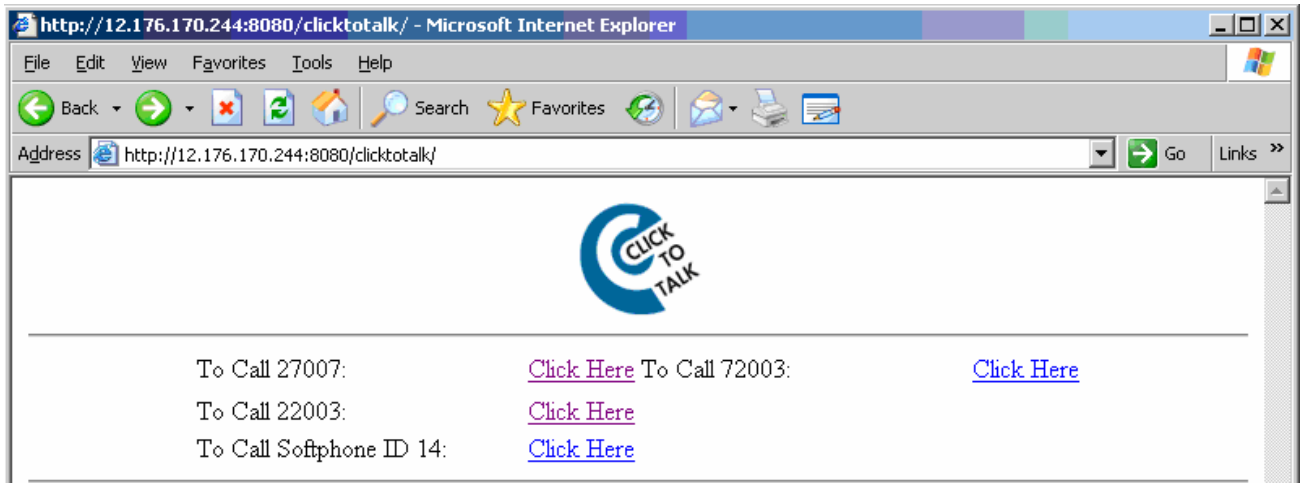 http://12.176.170.244:8080/clicktotalk/ - Microsoft Internet Explorer
File Edit View Favorites Tools Help
Back Search Favorites
Address http://12.176.170.244:8080/clicktotalk/ Go Links »
CLICK
TO
TALK
To Call 27007: Click Here To Call 72003: Click Here
To Call 22003: Click Here
To Call Softphone ID 14: Click Here